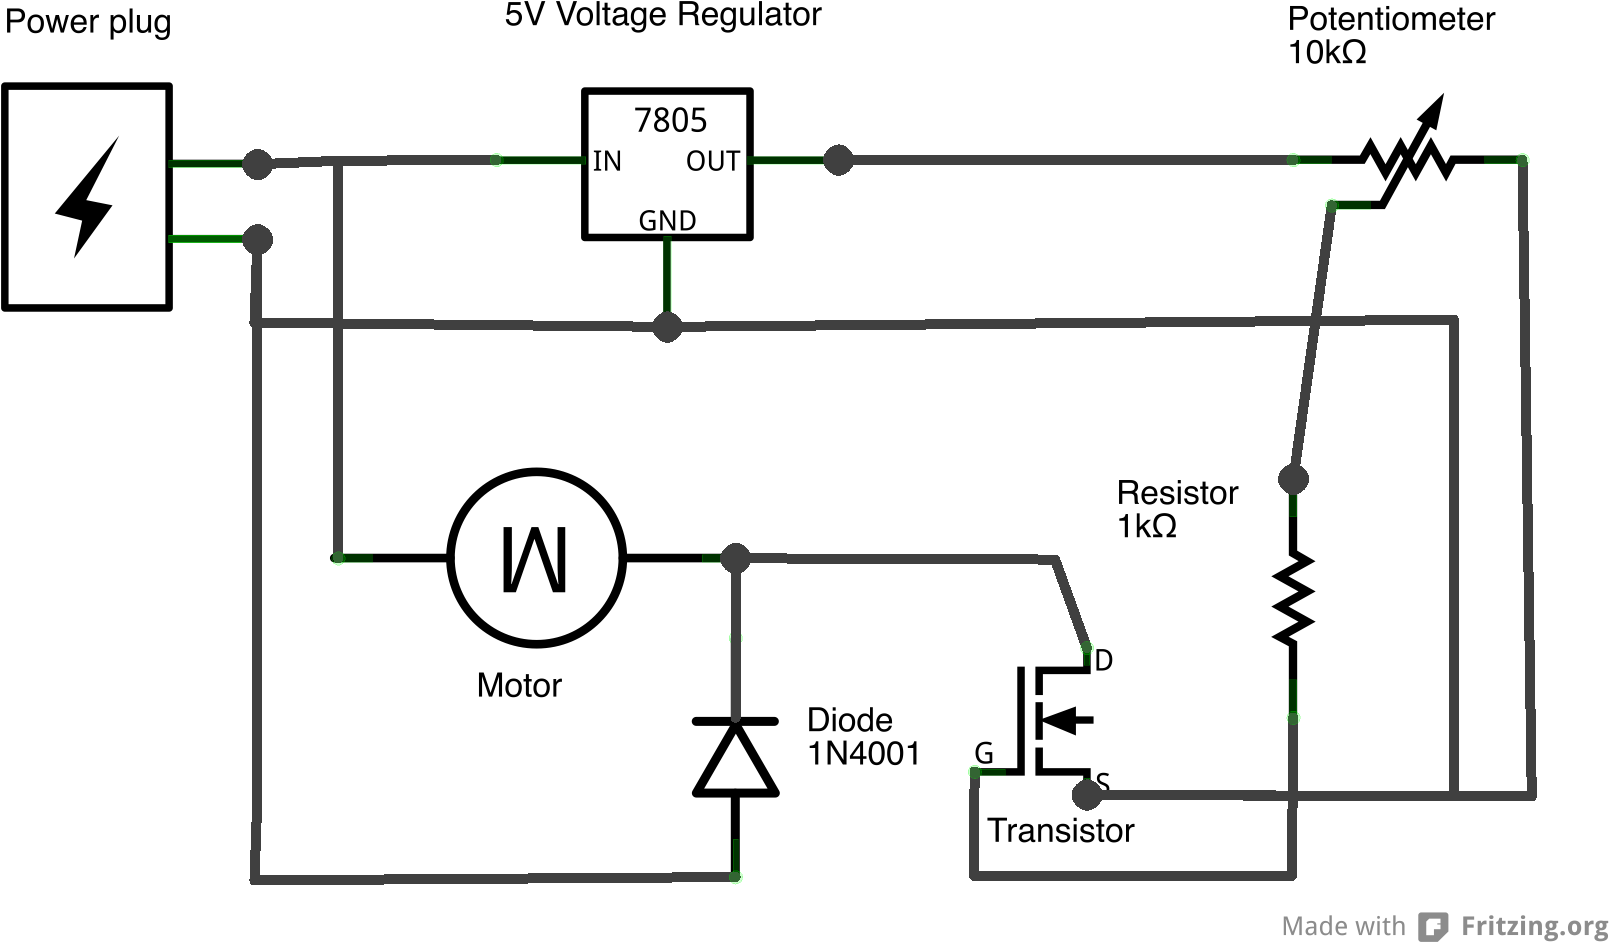 Power plug
5V Voltage Regulator
Potentiometer
10kΩ
7805
IN
OUT
GND
Resistor
1kΩ
M
Motor
D
Diode
1N4001
G
S
Transistor
Made with Fritzing.org